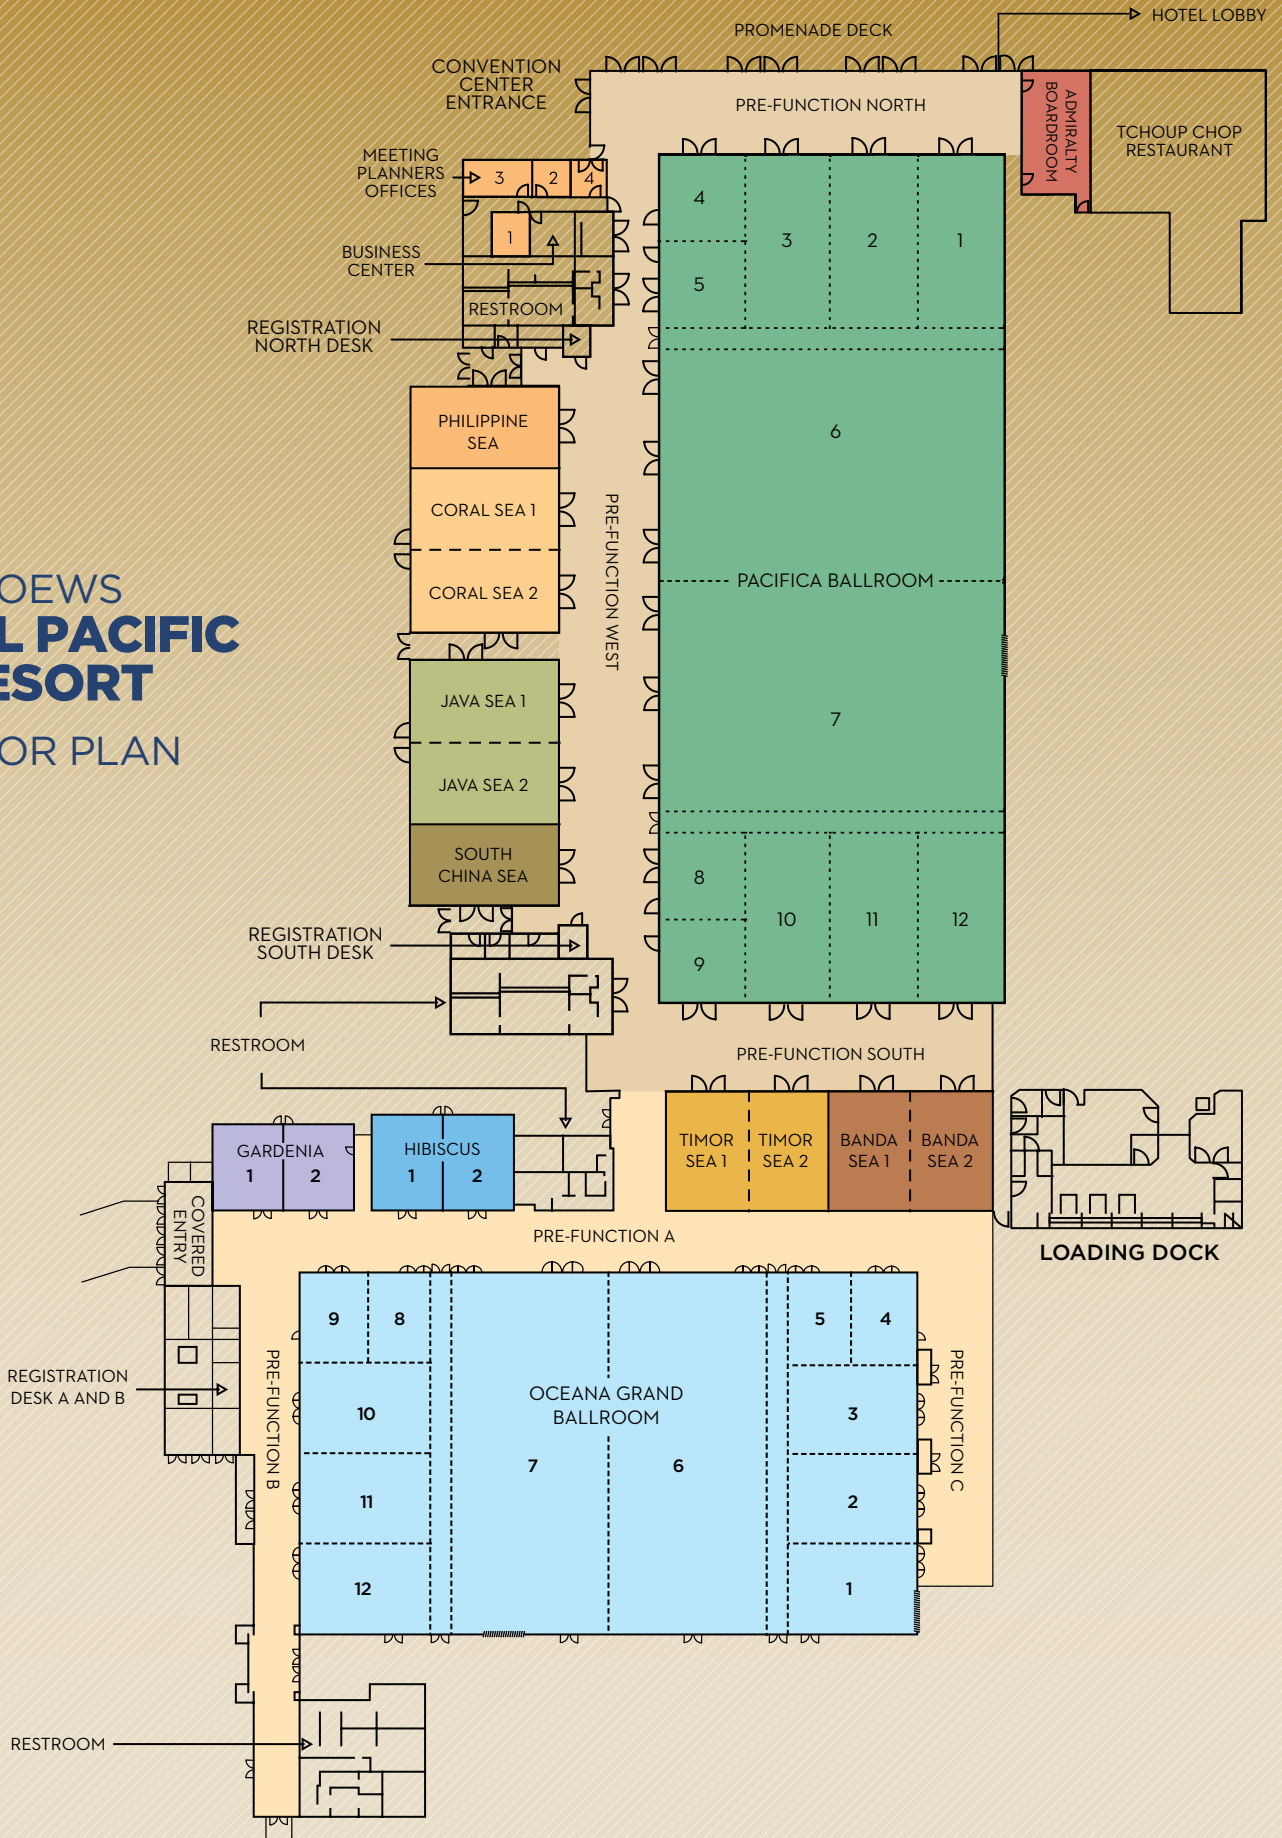 HOTEL LOBBY
PROMENADE DECK
CONVENTION
CENTER
ENTRANCE
PRE-FUNCTION NORTH
ADMIRALTY
BOARDROOM
TCHOUP CHOP
RESTAURANT
MEETING
PLANNERS
OFFICES
3
2
4
1
BUSINESS
CENTER
RESTROOM
REGISTRATION
NORTH DESK
4
3
2
1
5
6
PACIFICA BALLROOM
7
8
10
11
12
9
PRE-FUNCTION WEST
PHILIPPINE
SEA
CORAL SEA 1
CORAL SEA 2
OEWS
L PACIFIC
ESORT
OR PLAN
JAVA SEA 1
JAVA SEA 2
SOUTH
CHINA SEA
REGISTRATION
SOUTH DESK
RESTROOM
PRE-FUNCTION SOUTH
GARDENIA
1
2
HIBISCUS
1
2
TIMOR
SEA 1
TIMOR
SEA 2
BANDA
SEA 1
BANDA
SEA 2
LOADING DOCK
COVERED
ENTRY
PRE-FUNCTION A
9
8
5
4
REGISTRATION
DESK A AND B
PRE-FUNCTION B
OCEANA GRAND
BALLROOM
PRE-FUNCTION C
10
3
7
6
11
2
12
1
RESTROOM